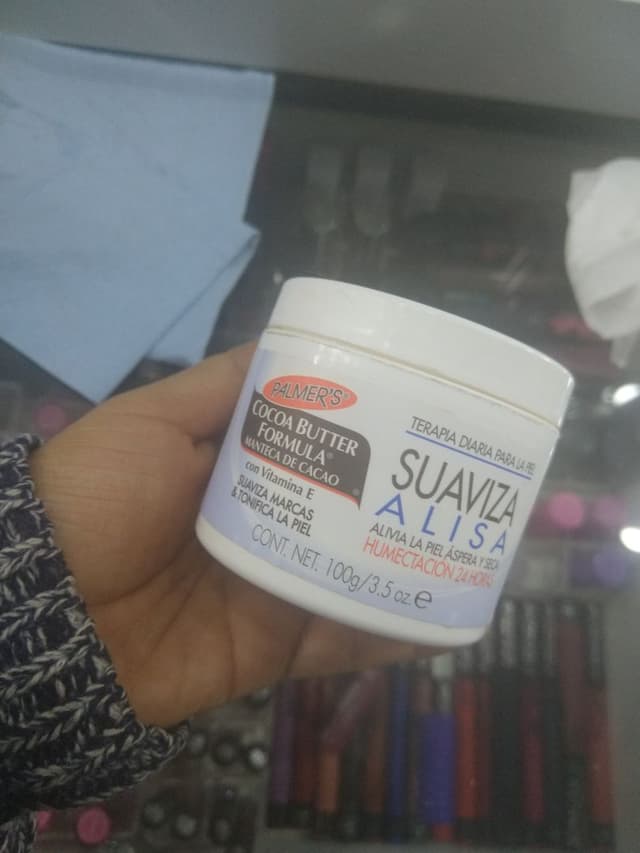 PALMER'S®
COCOA BUTTER
FORMULA®
MANTECA DE CACAO
con Vitamina E
SUAVIZA MARCAS
& TONIFICA LA PIEL
CONT. NET. 100g/3.5 oz. e
TERAPIA DIARIA PARA LA PIEL
SUAVIZA
ALISA
ALIVIA LA PIEL ÁSPERA Y SECA
HUMECTACIÓN 24 HORAS